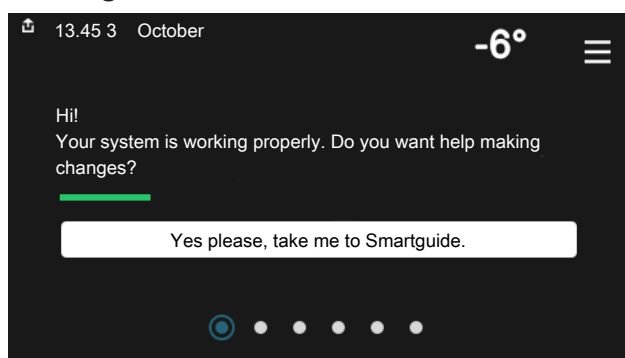 13.45 3 October
-6°
Hi!
Your system is working properly. Do you want help making
changes?
Yes please, take me to Smartguide.